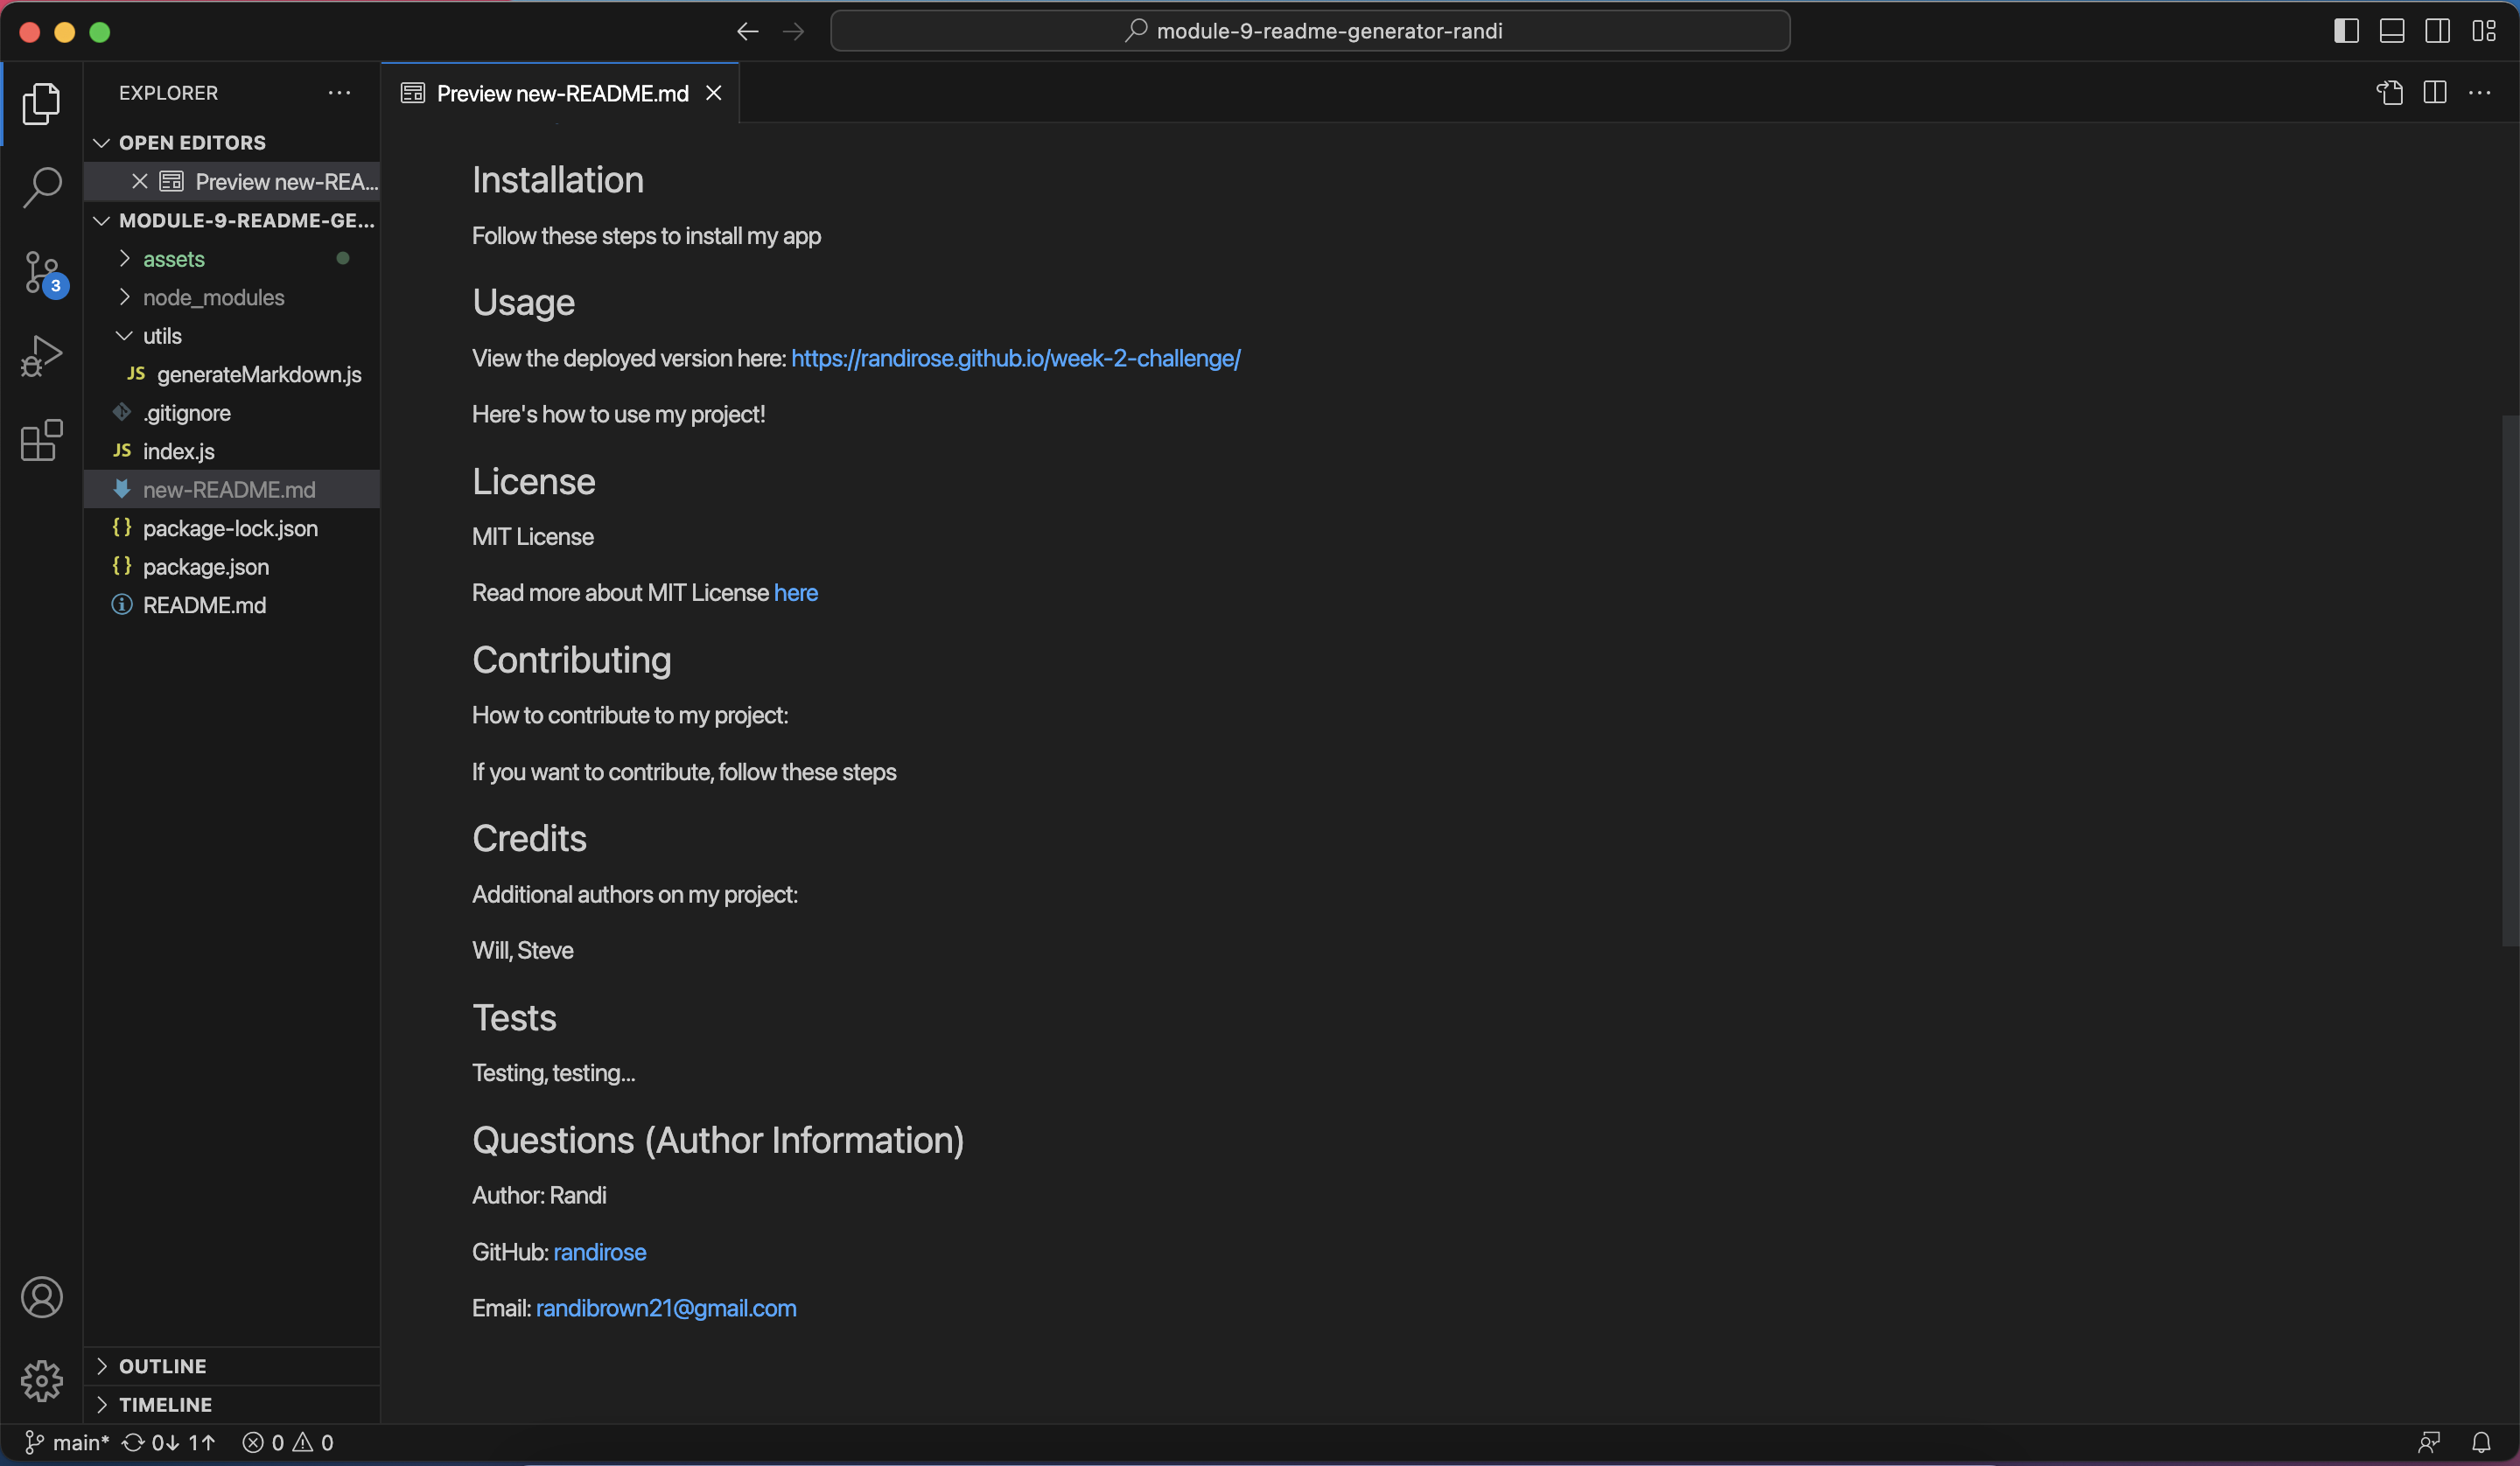 module-9-readme-generator-randi
EXPLORER
Preview new-README.md
OPEN EDITORS
Preview new-REA...
MODULE-9-README-GE...
assets
node_modules
utils
JS generateMarkdown.js
.gitignore
JS index.js
new-README.md
{} package-lock.json
{} package.json
README.md
3
OUTLINE
TIMELINE
Installation
Follow these steps to install my app
Usage
View the deployed version here: https://randirose.github.io/week-2-challenge/
Here's how to use my project!
License
MIT License
Read more about MIT License here
Contributing
How to contribute to my project:
If you want to contribute, follow these steps
Credits
Additional authors on my project:
Will, Steve
Tests
Testing, testing...
Questions (Author Information)
Author: Randi
GitHub: randirose
Email: randibrown21@gmail.com
main* 0↓ 1↑ 0 0